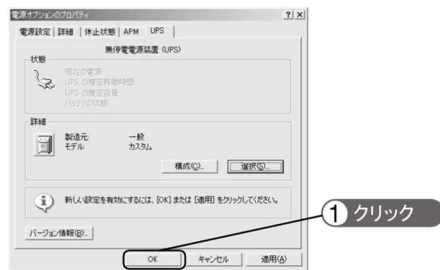 電源オプションのプロパティ
電源設定 詳細 休止状態 APM UPS
無停電電源装置 (UPS)
状態
現在の電源:
UPS の推定稼働時間:
UPS の推定容量:
バッテリの状態:
詳細
製造元: 一般
モデル: カスタム
構成(C)... 選択(S)...
新しい設定を有効にするには、[OK] または [適用] をクリックしてください。
1 クリック
バージョン情報(B)...
OK キャンセル 適用(A)